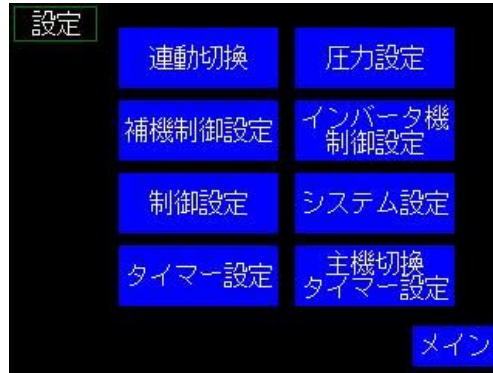 設定
連動切換
圧力設定
補機制御設定
インバータ機
制御設定
制御設定
システム設定
タイマー設定
主機切換
タイマー設定
メイン